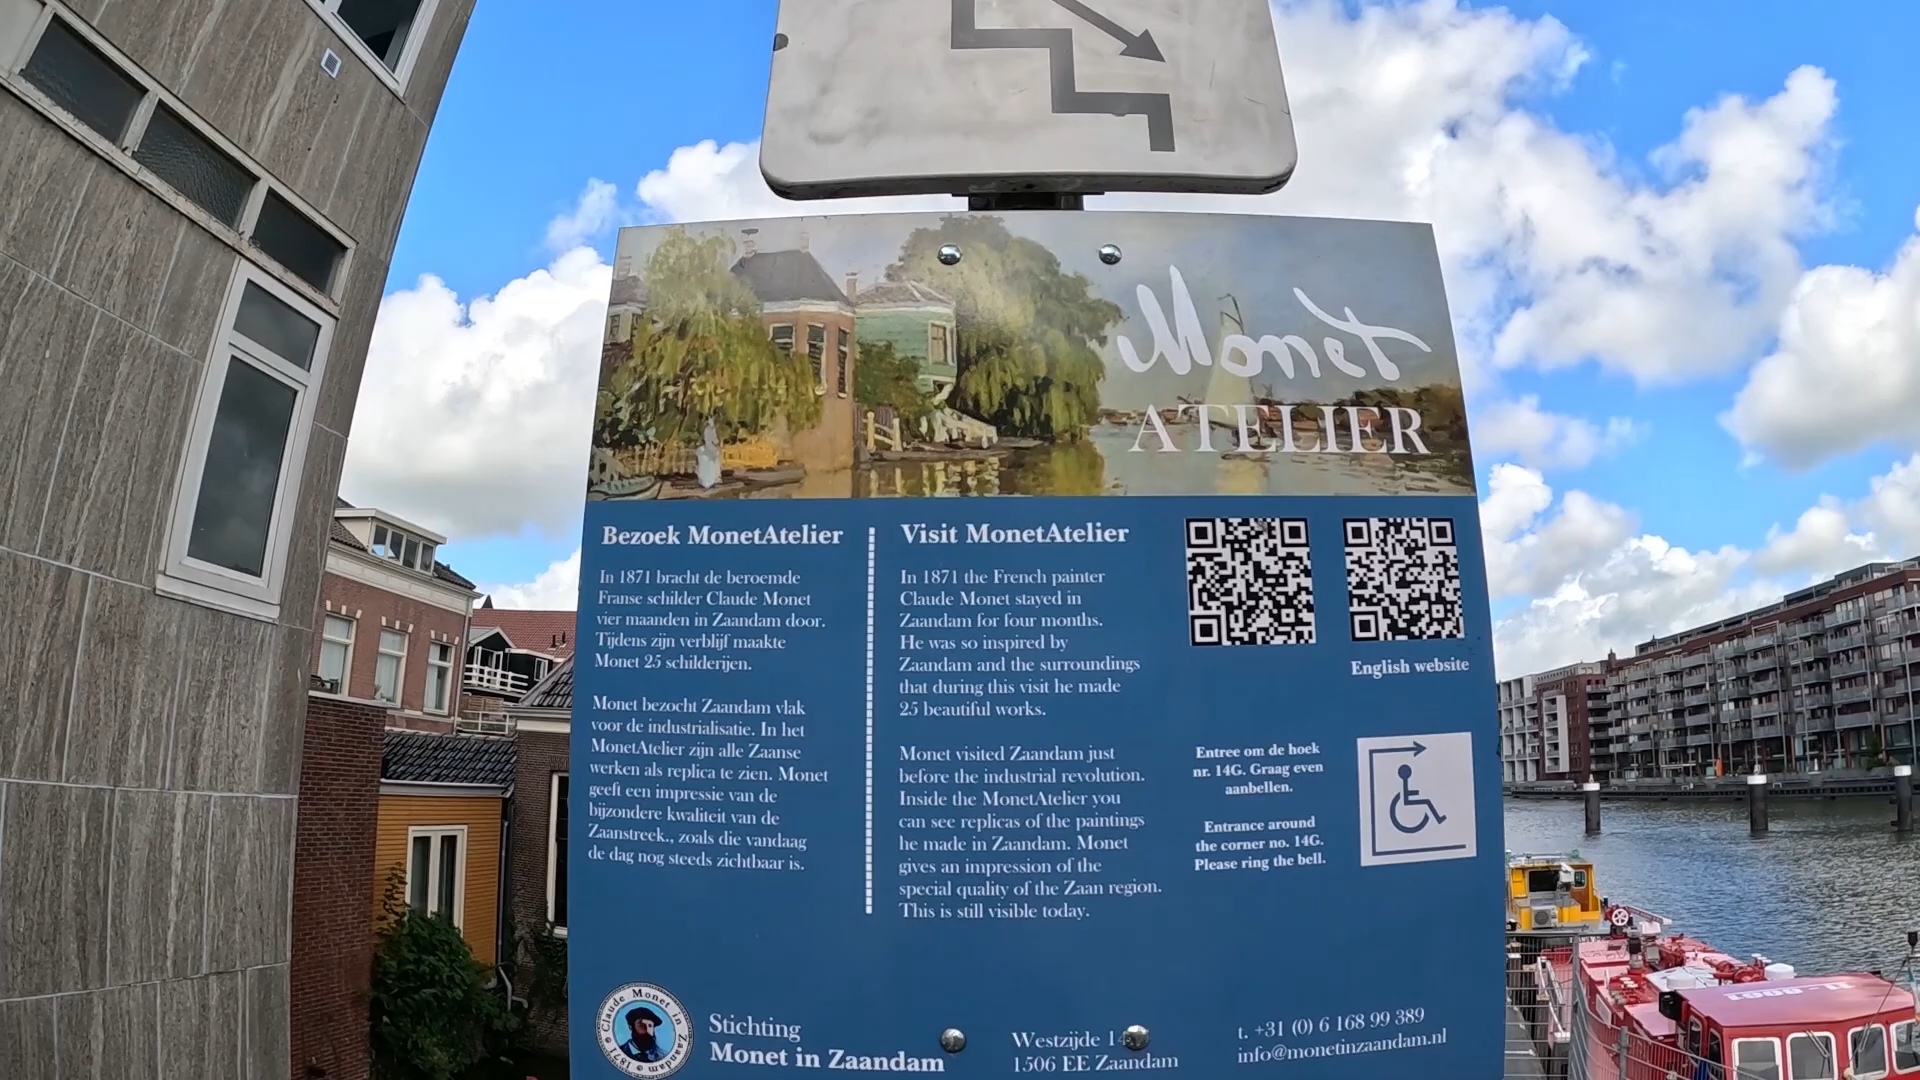 Monet
ATELIER
Bezoek MonetAtelier
In 1871 bracht de beroemde
Franse schilder Claude Monet
vier maanden in Zaandam door.
Tijdens zijn verblijf maakte
Monet 25 schilderijen.
Monet bezocht Zaandam vlak
voor de industrialisatie. In het
MonetAtelier zijn alle Zaanse
werken als replica te zien. Monet
geeft een impressie van de
bijzondere kwaliteit van de
Zaanstreek., zoals die vandaag
de dag nog steeds zichtbaar is.
Visit MonetAtelier
In 1871 the French painter
Claude Monet stayed in
Zaandam for four months.
He was so inspired by
Zaandam and the surroundings
that during this visit he made
25 beautiful works.
Monet visited Zaandam just
before the industrial revolution.
Inside the MonetAtelier you
can see replicas of the paintings
he made in Zaandam. Monet
gives an impression of the
special quality of the Zaan region.
This is still visible today.
English website
Entree om de hoek
nr. 14G. Graag even
aanbellen.
Entrance around
the corner no. 14G.
Please ring the bell.
Claude Monet in Zaandam 1871
Stichting
Monet in Zaandam
Westzijde
1506 EE Zaandam
t. +31 (0) 6 168 99 389
info@monetinzaandam.nl